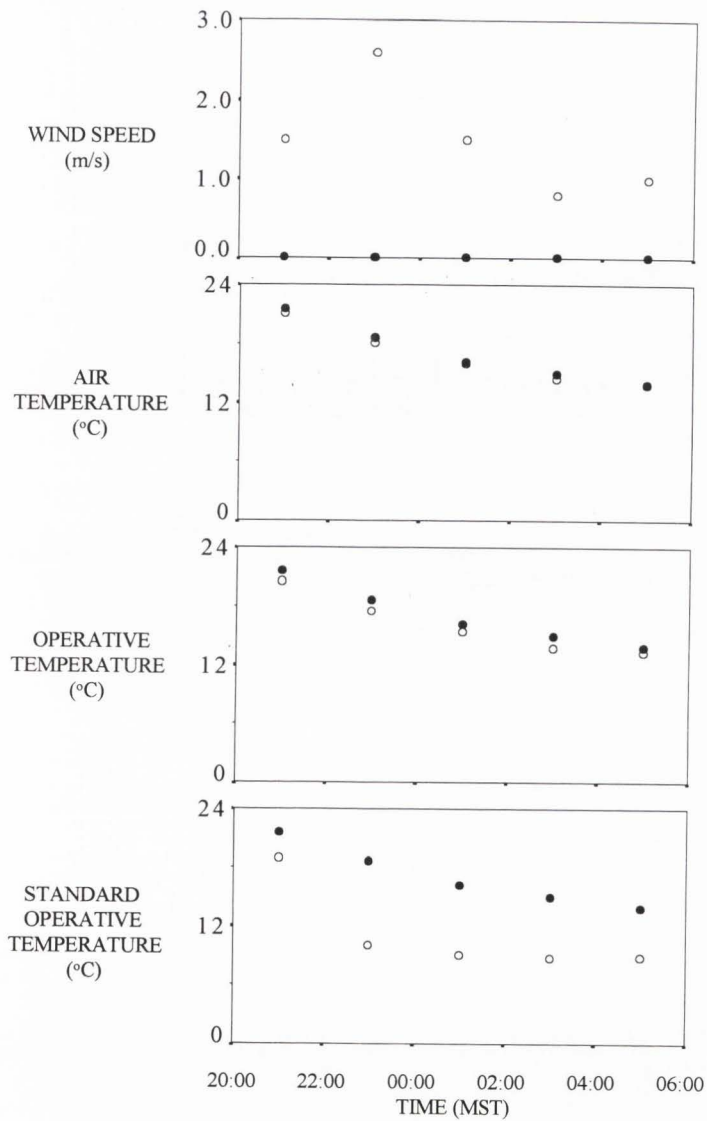 3.0
2.0
WIND SPEED
(m/s)
1.0
0.0
24
AIR
TEMPERATURE
(°C)
12
0
24
OPERATIVE
TEMPERATURE
(°C)
12
0
24
STANDARD
OPERATIVE
TEMPERATURE
(°C)
12
0
20:00 22:00 00:00 02:00 04:00 06:00
TIME (MST)